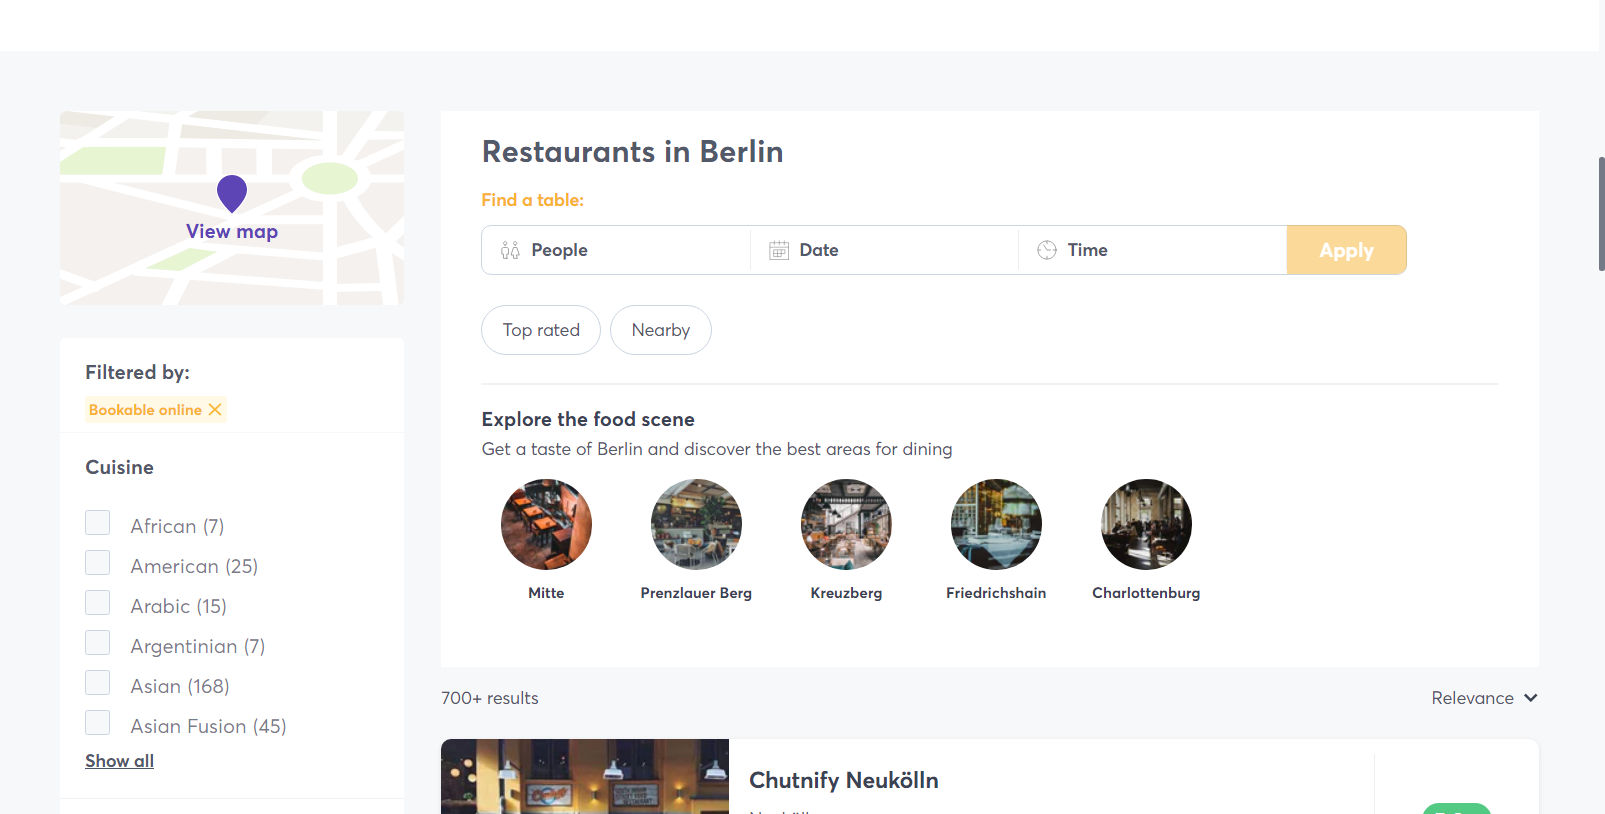 View map
Filtered by:
Bookable online
Cuisine
African (7)
American (25)
Arabic (15)
Argentinian (7)
Asian (168)
Asian Fusion (45)
Show all
Restaurants in Berlin
Find a table:
People Date Time Apply
Top rated Nearby
Explore the food scene
Get a taste of Berlin and discover the best areas for dining
Mitte Prenzlauer Berg Kreuzberg Friedrichshain Charlottenburg
700+ results Relevance
Chutnify Neukölln